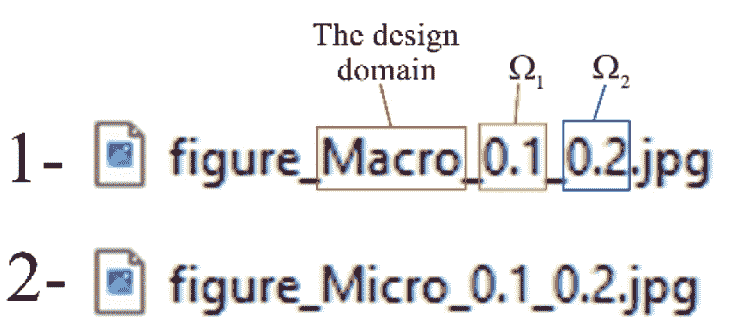 The design
domain
Ω₁
Ω₂
1- figure_Macro_0.1_0.2.jpg
2- figure_Micro_0.1_0.2.jpg